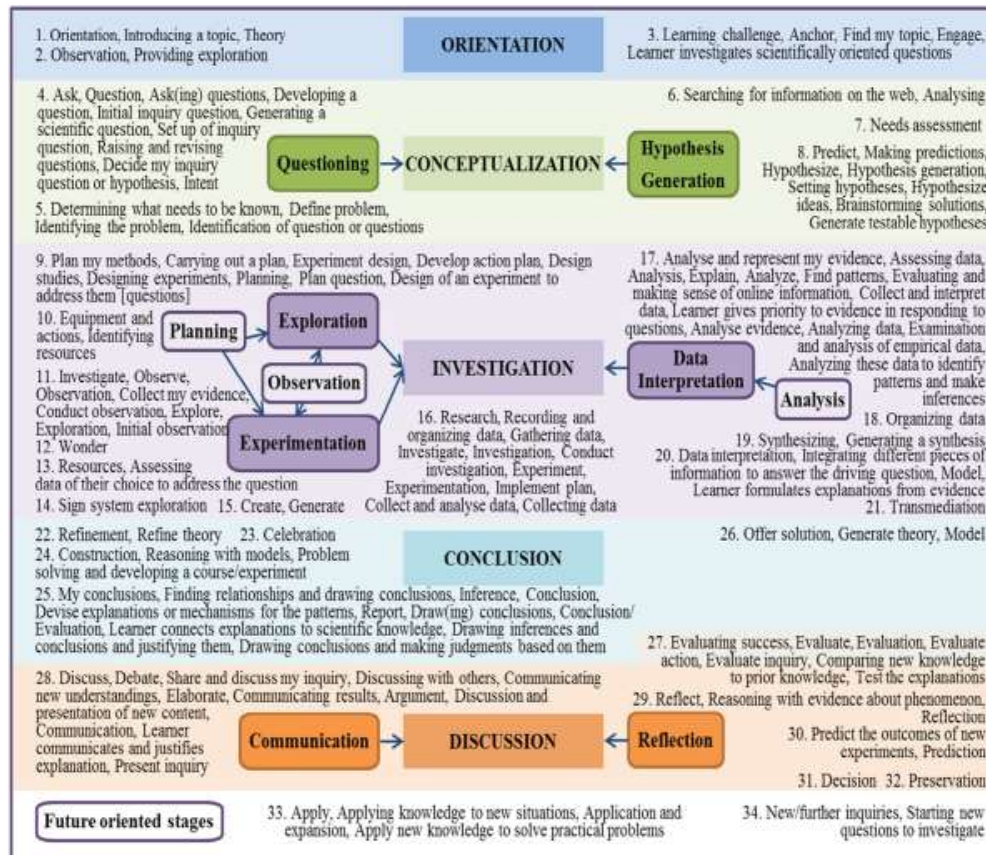 1. Orientation, Introducing a topic, Theory
2. Observation, Providing exploration
ORIENTATION
3. Learning challenge, Anchor, Find my topic, Engage,
Learner investigates scientifically oriented questions
4. Ask, Question, Ask(ing) questions, Developing a
question, Initial inquiry question, Generating a
scientific question, Set up of inquiry
question, Raising and revising
questions, Decide my inquiry
question or hypothesis, Intent
Questioning
CONCEPTUALIZATION
Hypothesis
Generation
5. Determining what needs to be known, Define problem,
Identifying the problem, Identification of question or questions
6. Searching for information on the web, Analysing
7. Needs assessment
8. Predict, Making predictions,
Hypothesize, Hypothesis generation,
Setting hypotheses, Hypothesize
ideas, Brainstorming solutions,
Generate testable hypotheses
9. Plan my methods, Carrying out a plan, Experiment design, Develop action plan, Design
studies, Designing experiments, Planning, Plan question, Design of an experiment to
address them [questions]
10. Equipment and
actions, Identifying
resources
Planning
Exploration
Observation
Experimentation
11. Investigate, Observe,
Observation, Collect my evidence,
Conduct observation, Explore,
Exploration, Initial observation
12. Wonder
13. Resources, Assessing
data of their choice to address the question
14. Sign system exploration
15. Create, Generate
INVESTIGATION
16. Research, Recording and
organizing data, Gathering data,
Investigate, Investigation, Conduct
investigation, Experiment,
Experimentation, Implement plan,
Collect and analyse data, Collecting data
17. Analyse and represent my evidence, Assessing data,
Analysis, Explain, Analyze, Find patterns, Evaluating and
making sense of online information, Collect and interpret
data, Learner gives priority to evidence in responding to
questions, Analyse evidence, Analyzing data, Examination
and analysis of empirical data,
Analyzing these data to identify
patterns and make
inferences
Data
Interpretation
Analysis
18. Organizing data
19. Synthesizing, Generating a synthesis
20. Data interpretation, Integrating different pieces of
information to answer the driving question, Model,
Learner formulates explanations from evidence
21. Transmediation
22. Refinement, Refine theory
23. Celebration
24. Construction, Reasoning with models, Problem
solving and developing a course/experiment
CONCLUSION
25. My conclusions, Finding relationships and drawing conclusions, Inference, Conclusion,
Devise explanations or mechanisms for the patterns, Report, Draw(ing) conclusions, Conclusion/
Evaluation, Learner connects explanations to scientific knowledge, Drawing inferences and
conclusions and justifying them, Drawing conclusions and making judgments based on them
26. Offer solution, Generate theory, Model
27. Evaluating success, Evaluate, Evaluation, Evaluate
action, Evaluate inquiry, Comparing new knowledge
to prior knowledge, Test the explanations
28. Discuss, Debate, Share and discuss my inquiry, Discussing with others, Communicating
new understandings, Elaborate, Communicating results, Argument, Discussion and
presentation of new content,
Communication, Learner
communicates and justifies
explanation, Present inquiry
Communication
DISCUSSION
Reflection
29. Reflect, Reasoning with evidence about phenomenon,
Reflection
30. Predict the outcomes of new
experiments, Prediction
31. Decision 32. Preservation
Future oriented stages
33. Apply, Applying knowledge to new situations, Application and
expansion, Apply new knowledge to solve practical problems
34. New/further inquiries, Starting new
questions to investigate